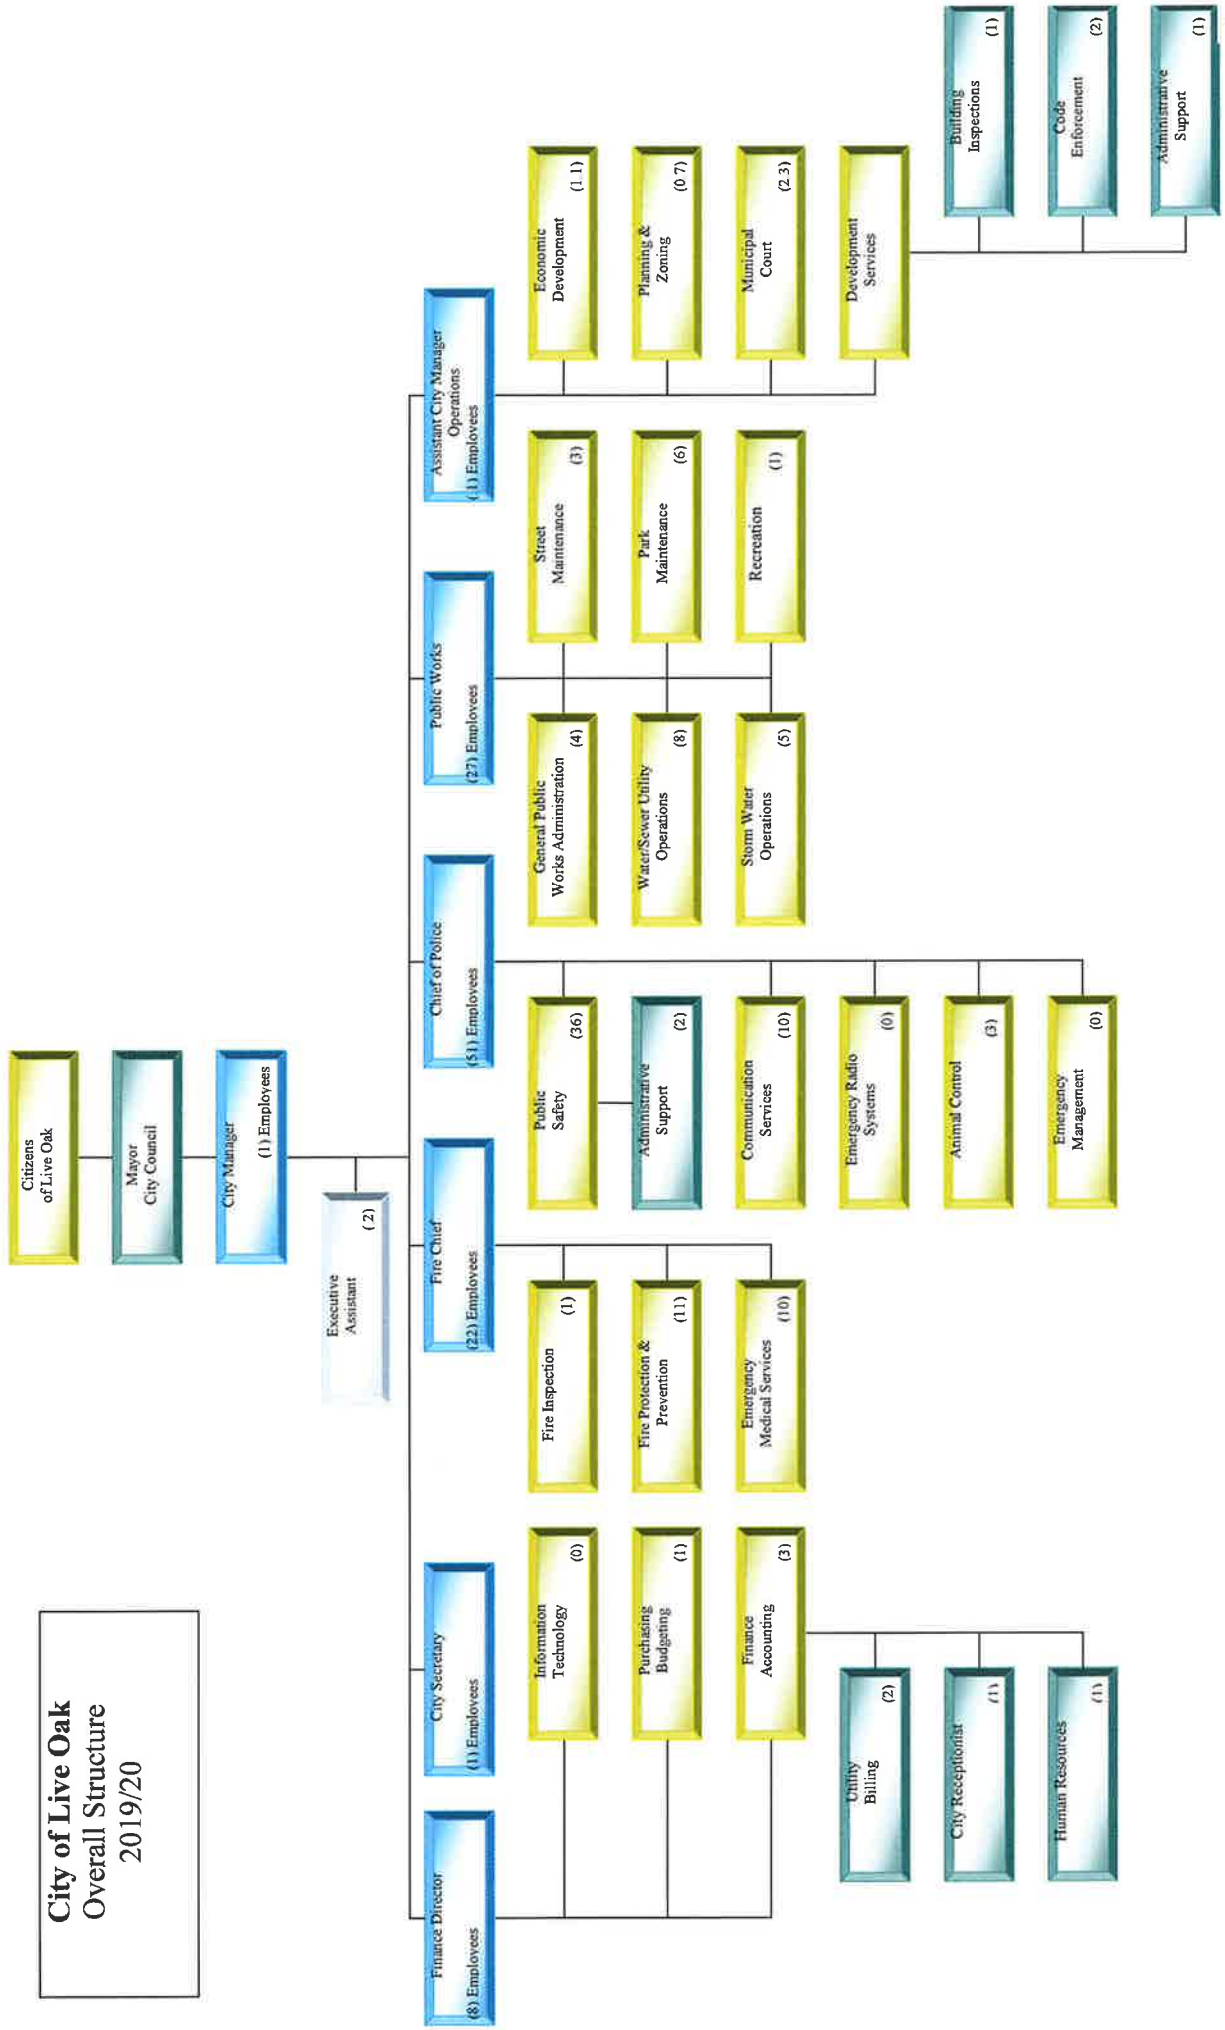 City of Live Oak
Overall Structure
2019/20
Citizens
of Live Oak
Mayor
City Council
City Manager
(1) Employees
Executive
Assistant
( 2)
Finance Director
(8) Employees
City Secretary
(1) Employees
Fire Chief
(22) Employees
Chief of Police
(51) Employees
Public Works
(27) Employees
Assistant City Manager
Operations
Employees
Information
Technology
(0)
Purchasing
Budgeting
(1)
Finance
Accounting
(3)
Utility
Billing
(2)
City Receptionist
(1)
Human Resources
(1)
Fire Inspection
(1)
Fire Protection &
Prevention
(11)
Emergency
Medical Services
(10)
Public
Safety
(36)
Administrative
Support
(2)
Communication
Services
(10)
Emergency Radio
Systems
(0)
Animal Control
(3)
Emergency
Management
(0)
General Public
Works Administration
(4)
Water/Sewer Utility
Operations
(8)
Storm Water
Operations
(5)
Street
Maintenance
(3)
Park
Maintenance
(6)
Recreation
(1)
Economic
Development
(1.1)
Planning &
Zoning
(0.7)
Municipal
Court
(2.3)
Development
Services
Building
Inspections
(1)
Code
Enforcement
(2)
Administrative
Support
(1)